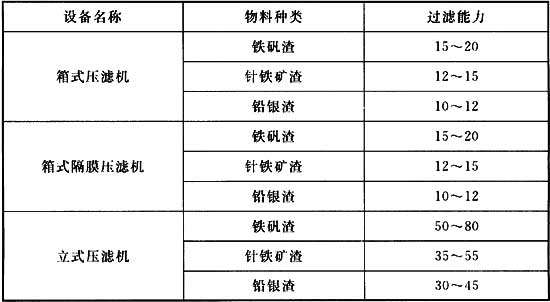 设备名称 物料种类 过滤能力
铁矾渣 15～20
箱式压滤机 针铁矿渣 12～15
铅银渣 10～12
铁矾渣 15～20
箱式隔膜压滤机 针铁矿渣 12～15
铅银渣 10～12
铁矾渣 50～80
立式压滤机 针铁矿渣 35～55
铅银渣 30～45